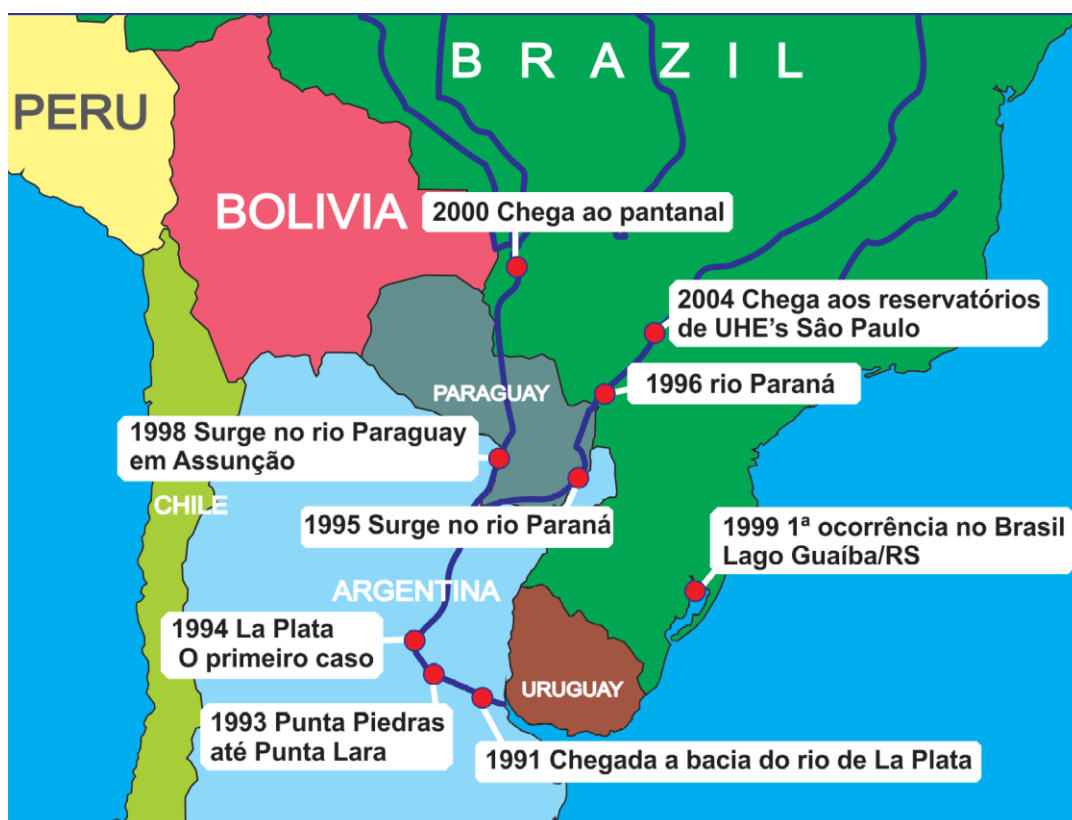 BRAZIL
PERU
BOLIVIA
2000 Chega ao pantanal
2004 Chega aos reservatórios
de UHE's Sâo Paulo
PARAGUAY
1996 rio Paraná
1998 Surge no rio Paraguay
em Assunção
CHILE
1995 Surge no rio Paraná
1999 1ª ocorrência no Brasil
Lago Guaíba/RS
ARGENTINA
1994 La Plata
O primeiro caso
URUGUAY
1993 Punta Piedras
até Punta Lara
1991 Chegada a bacia do rio de La Plata